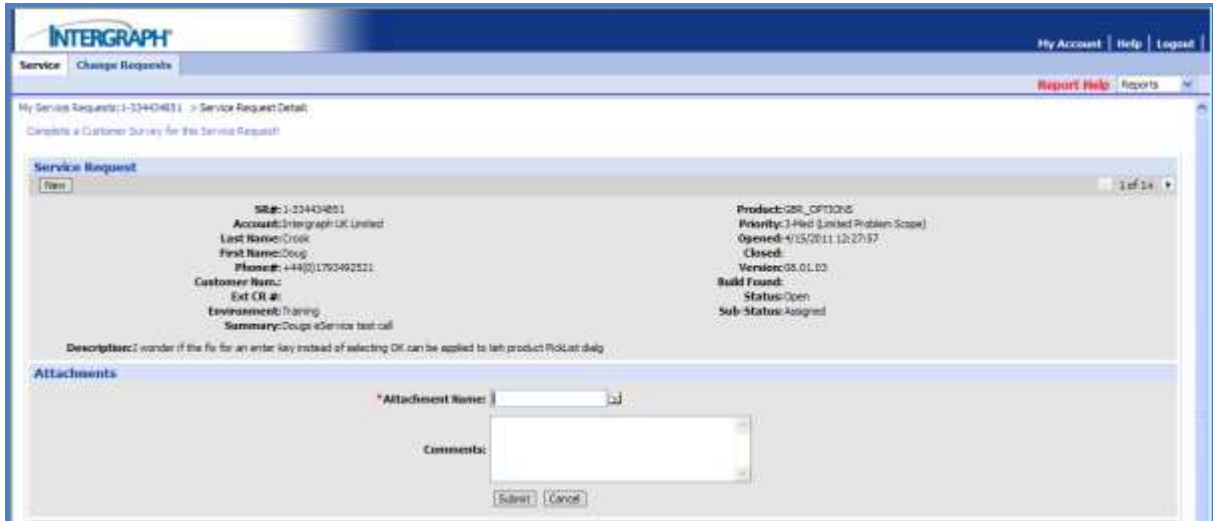 INTERGRAPH
My Account | Help | Logout
Service Change Requests
Report Help Reports
My Service Requests:1-334434851 > Service Request Detail:
Complete a Customer Survey for this Service Request!
Service Request
New
1 of 1+
SR#: 1-334434851
Account: Intergraph UK Limited
Last Name: Crook
First Name: Doug
Phone#: +44(0)1793492521
Customer Num.:
Ext CR #:
Environment: Training
Summary: Dougs eService test call
Product: GBR_OPTIONS
Priority: 3-Med (Limited Problem Scope)
Opened: 4/15/2011 12:27:57
Closed:
Version: 08.01.03
Build Found:
Status: Open
Sub-Status: Assigned
Description: I wonder if the fix for an enter key instead of selecting OK can be applied to product PickList
Attachments
*Attachment Name:
Comments:
Submit Cancel